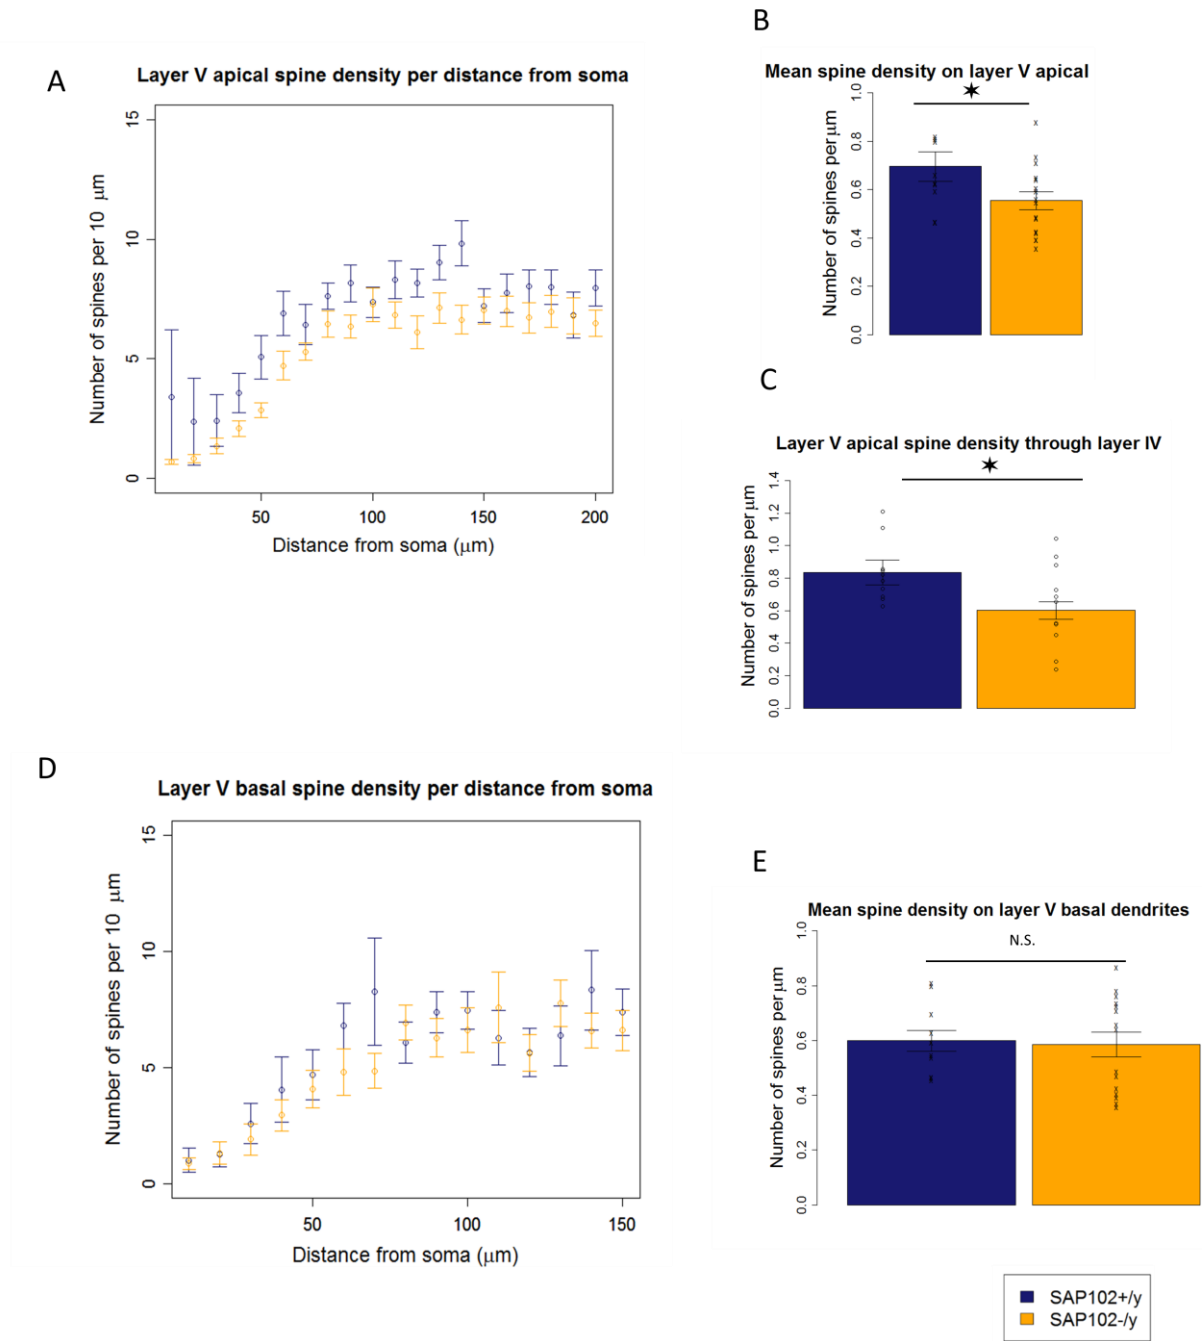 A
Layer V apical spine density per distance from soma
Number of spines per 10 μm
15
10
5
0
50 100 150 200
Distance from soma (μm)
B
Mean spine density on layer V apical
Number of spines per μm
1.0
0.8
0.6
0.4
0.2
0.0
C
Layer V apical spine density through layer IV
Number of spines per μm
1.4
1.2
1.0
0.8
0.6
0.4
0.2
0.0
D
Layer V basal spine density per distance from soma
Number of spines per 10 μm
15
10
5
0
50 100 150
Distance from soma (μm)
E
Mean spine density on layer V basal dendrites
N.S.
Number of spines per μm
1.0
0.8
0.6
0.4
0.2
0.0
SAP102+/y
SAP102-/y